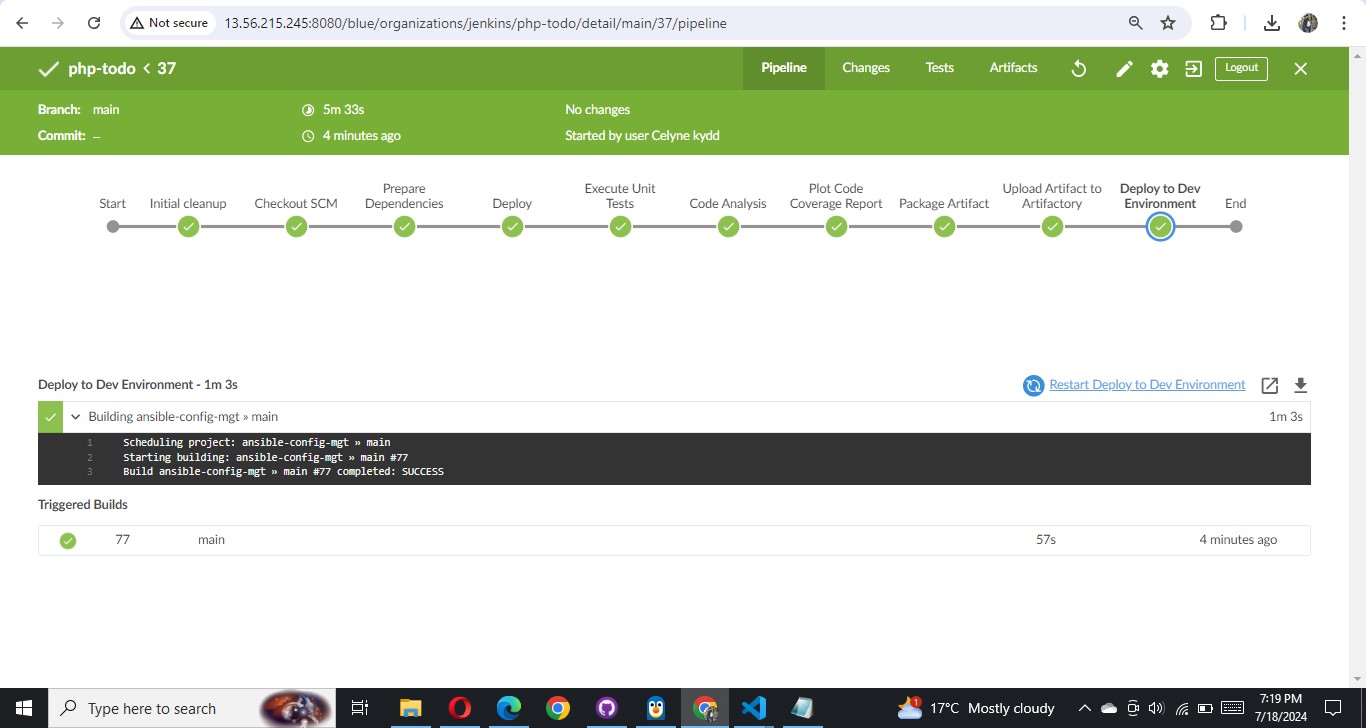 Not secure
13.56.215.245:8080/blue/organizations/jenkins/php-todo/detail/main/37/pipeline
php-todo < 37
Pipeline
Changes
Tests
Artifacts
Logout
Branch: main
5m 33s
No changes
Commit: –
4 minutes ago
Started by user Celyne kydd
Start
Initial cleanup
Checkout SCM
Prepare
Dependencies
Deploy
Execute Unit
Tests
Code Analysis
Plot Code
Coverage Report
Package Artifact
Upload Artifact to
Artifactory
Deploy to Dev
Environment
End
Deploy to Dev Environment - 1m 3s
Restart Deploy to Dev Environment
Building ansible-config-mgt » main
1m 3s
1 Scheduling project: ansible-config-mgt » main
2 Starting building: ansible-config-mgt » main #77
3 Build ansible-config-mgt » main #77 completed: SUCCESS
Triggered Builds
77 main 57s 4 minutes ago
Type here to search
1
17°C Mostly cloudy
7:19 PM
7/18/2024